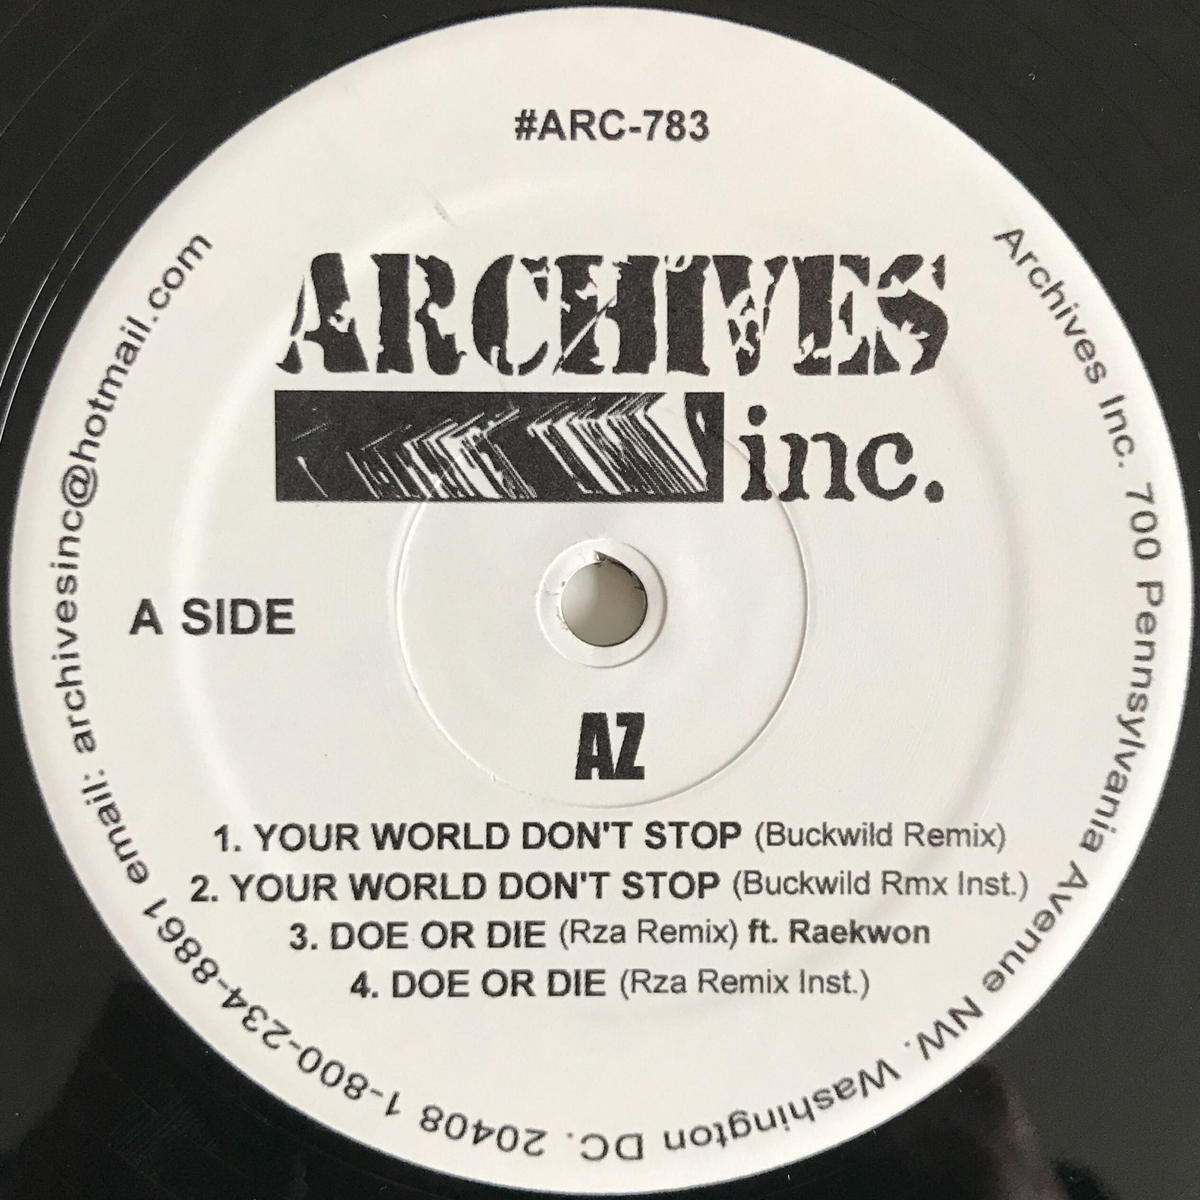 #ARC-783
ARCHIVES
inc.
A SIDE
AZ
1. YOUR WORLD DON'T STOP (Buckwild Remix)
2. YOUR WORLD DON'T STOP (Buckwild Rmx Inst.)
3. DOE OR DIE (Rza Remix) ft. Raekwon
4. DOE OR DIE (Rza Remix Inst.)
Archives Inc. 700 Pennsylvania Avenue NW. Washington DC. 20408 1-800-234-8861 email: archivesinc@hotmail.com